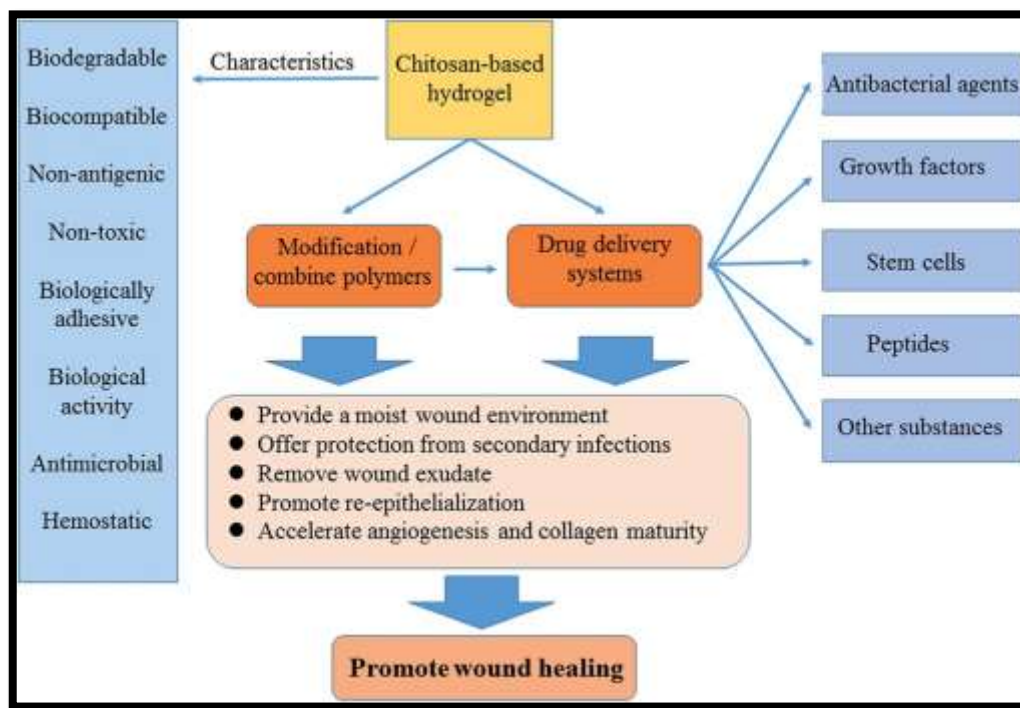 Biodegradable
Biocompatible
Non-antigenic
Non-toxic
Biologically
adhesive
Biological
activity
Antimicrobial
Hemostatic
Characteristics
Chitosan-based
hydrogel
Modification /
combine polymers
Drug delivery
systems
Antibacterial agents
Growth factors
Stem cells
Peptides
Other substances
● Provide a moist wound environment
● Offer protection from secondary infections
● Remove wound exudate
● Promote re-epithelialization
● Accelerate angiogenesis and collagen maturity
Promote wound healing